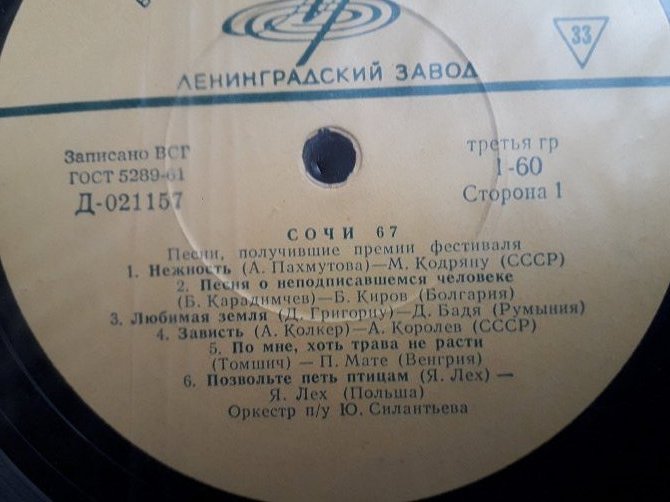 33
ЛЕНИНГРАДСКИЙ ЗАВОД
Записано ВСГ
ГОСТ 5289-61
Д-021157
третья гр
1-60
Сторона 1
СОЧИ 67
Песни, получившие премии фестиваля
1. Нежность (А. Пахмутова)—М. Кодряну (СССР)
2. Песня о неподписавшемся человеке
(Б. Карадимчев)—Б. Киров (Болгария)
3. Любимая земля (Д. Григориу)—Д. Бадя (Румыния)
4. Зависть (А. Колкер)—А. Королев (СССР)
5. По мне, хоть трава не расти
(Томшич) — П. Мате (Венгрия)
6. Позвольте петь птицам (Я. Лех) —
Я. Лех (Польша)
Оркестр п/у Ю. Силантьева